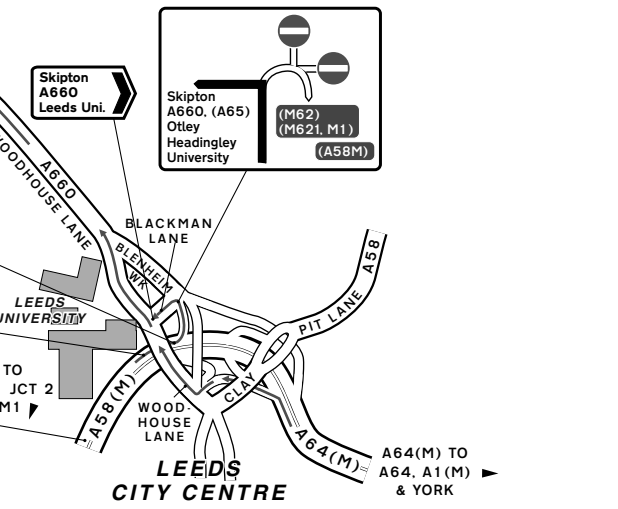 Skipton
A660
Leeds Uni.
Skipton
A660, (A65)
Otley
Headingley
University
(M62)
(M621, M1)
(A58M)
A660
WOODHOUSE LANE
BLACKMAN
LANE
BLENHEIM
WK
A58
PIT LANE
CLAY
LEEDS
UNIVERSITY
TO
JCT 2
M1
A58(M)
WOOD-
HOUSE
LANE
A64(M)
LEEDS
CITY CENTRE
A64(M) TO
A64, A1(M)
& YORK